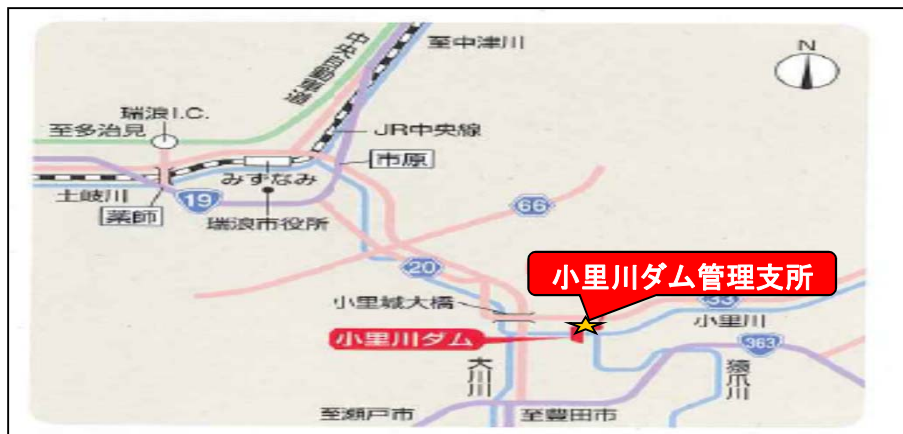 至中津川
N
中央自動車道
瑞浪I.C.
至多治見
JR中央線
市原
みずなみ
土岐川
薬師
19
瑞浪市役所
66
20
小里川ダム管理支所
33
小里城大橋
小里川
小里川ダム
363
大川川
猿爪川
至瀬戸市
至豊田市